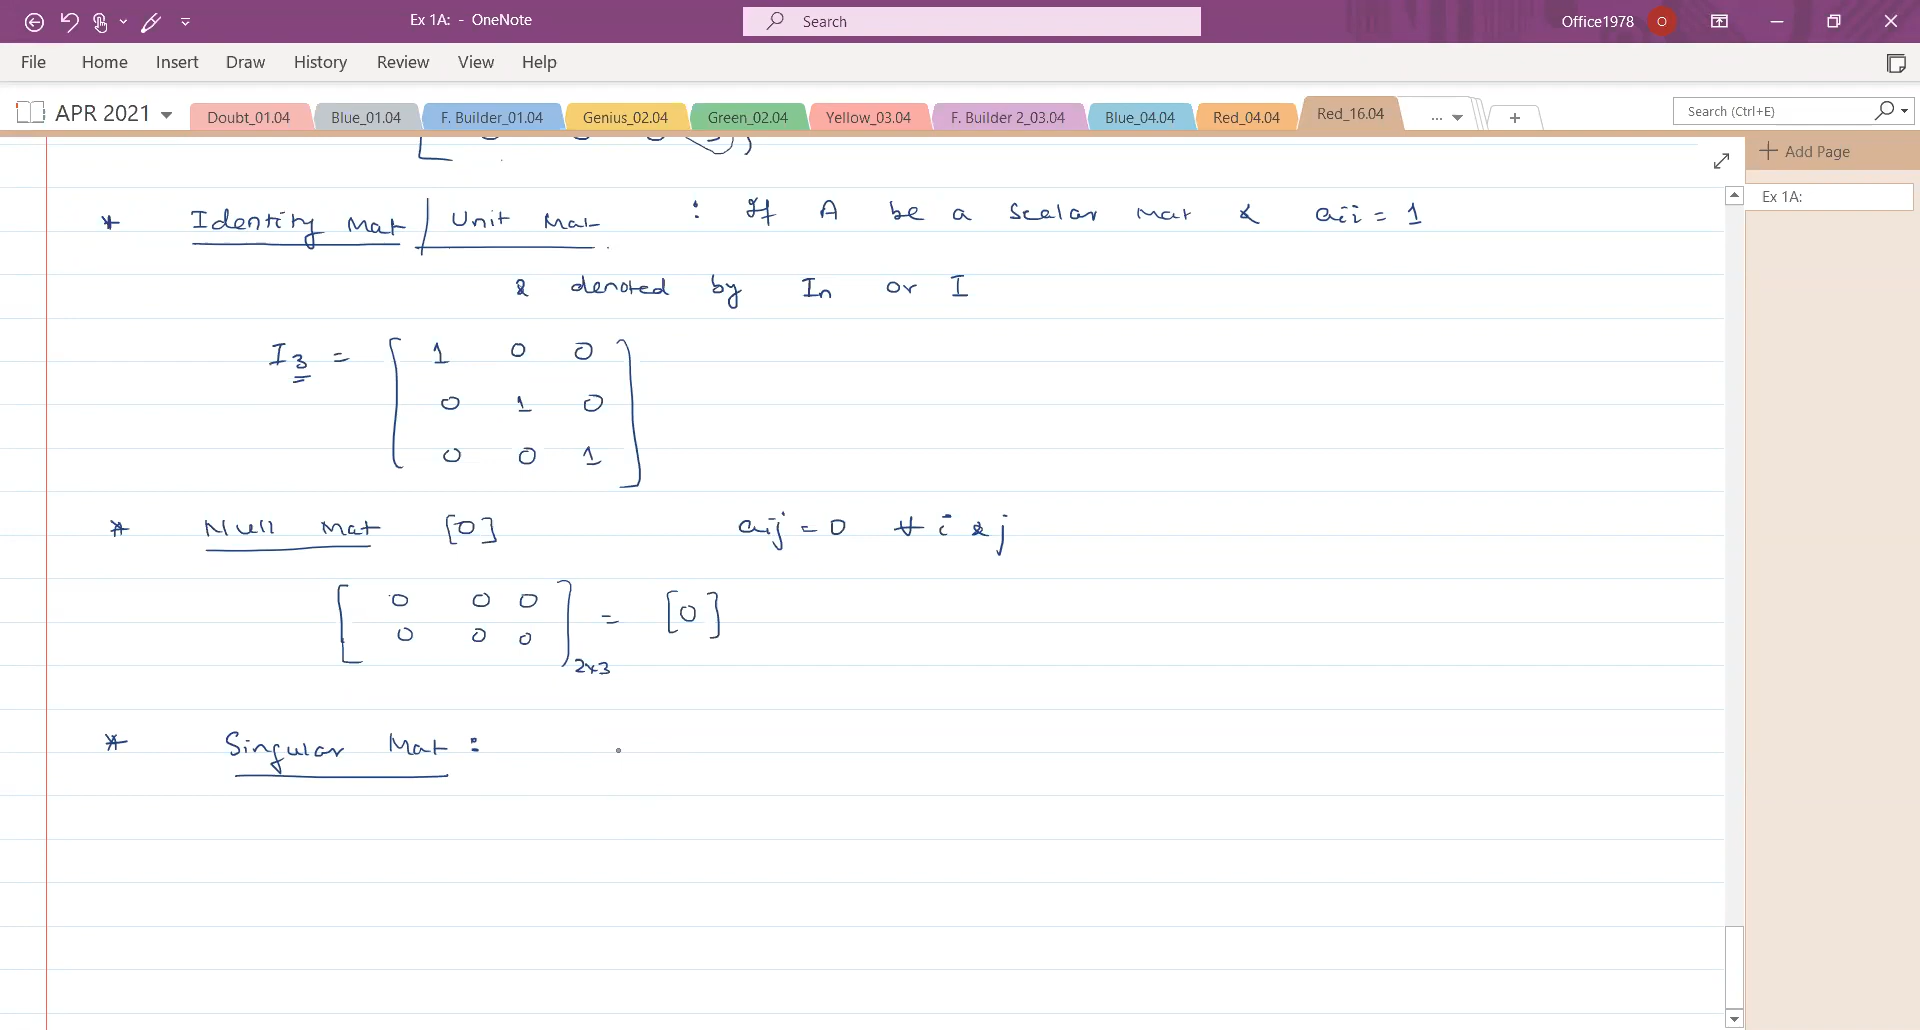 Ex 1A: - OneNote
Search
Office1978
O
File Home Insert Draw History Review View Help
APR 2021
Doubt_01.04 Blue_01.04 F. Builder_01.04 Genius_02.04 Green_02.04 Yellow_03.04 F. Builder 2_03.04 Blue_04.04 Red_04.04 Red_16.04 ...
Search (Ctrl+E)
Add Page
Ex 1A:
* Identity Mat / Unit Mat : If A be a Scalar Mat & aii = 1
& denoted by In or I
I3 = [ 1 0 0
0 1 0
0 0 1 ]
* Null Mat [0] aij = 0 ∀ i & j
[ 0 0 0
0 0 0 ] 2×3 = [0]
* Singular Mat :